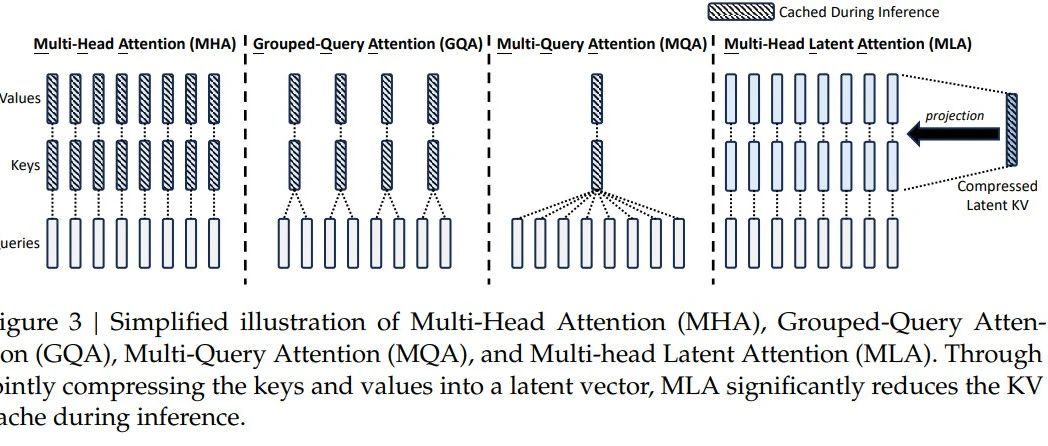 Cached During Inference
Multi-Head Attention (MHA)
Grouped-Query Attention (GQA)
Multi-Query Attention (MQA)
Multi-Head Latent Attention (MLA)
Values
Keys
ueries
projection
Compressed
Latent KV
igure 3 | Simplified illustration of Multi-Head Attention (MHA), Grouped-Query Atten-
on (GQA), Multi-Query Attention (MQA), and Multi-head Latent Attention (MLA). Through
ointly compressing the keys and values into a latent vector, MLA significantly reduces the KV
ache during inference.